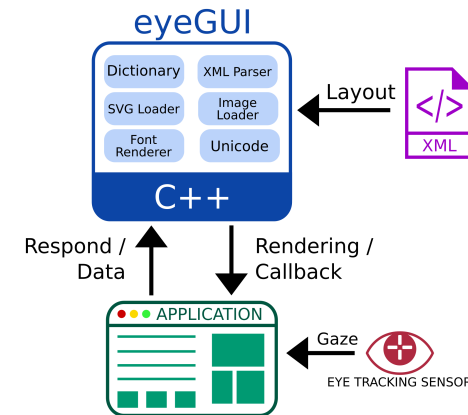 eyeGUI
Dictionary
XML Parser
SVG Loader
Image
Loader
Font
Renderer
Unicode
C++
Layout
</>
XML
Respond /
Data
Rendering /
Callback
APPLICATION
Gaze
EYE TRACKING SENSOR